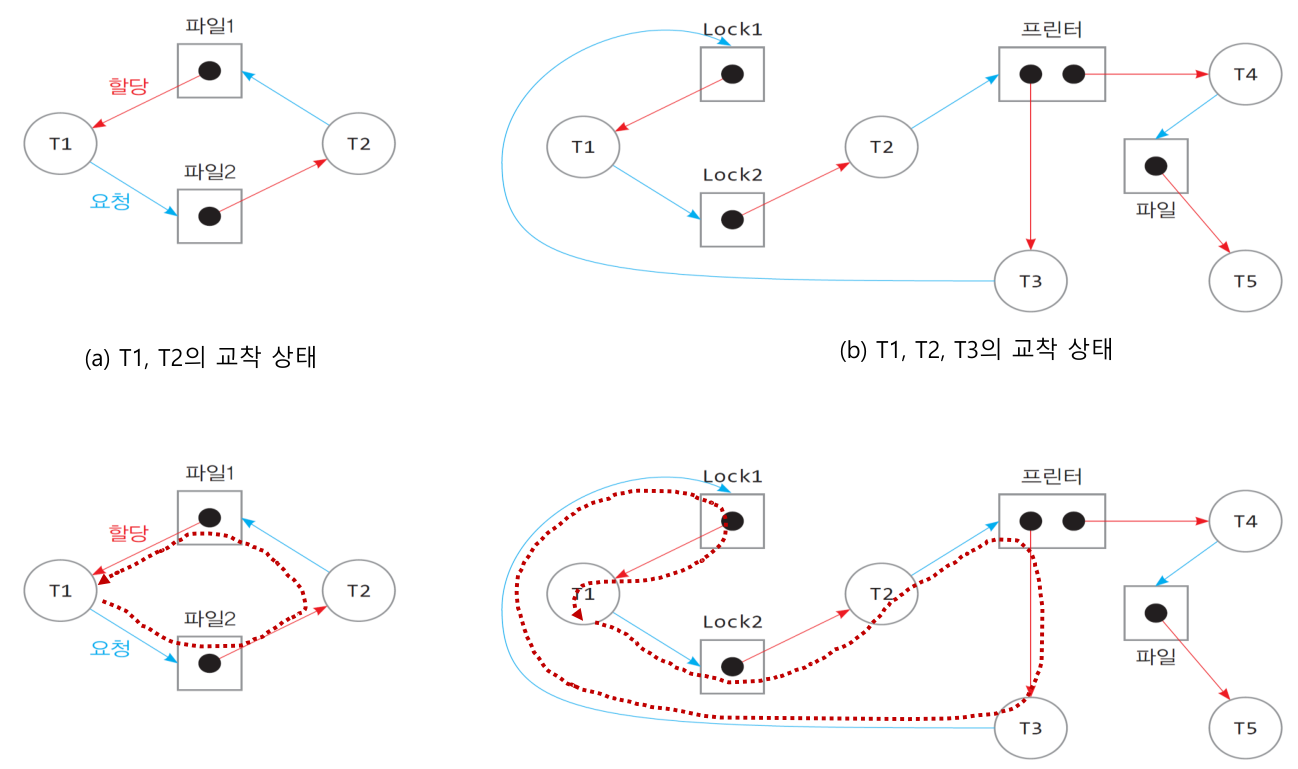 파일1
할당
T1
T2
파일2
요청
(a) T1, T2의 교착 상태
Lock1
프린터
T4
T1
T2
Lock2
파일
T3
T5
(b) T1, T2, T3의 교착 상태
파일1
할당
T1
T2
파일2
요청
Lock1
프린터
T4
T1
T2
Lock2
파일
T3
T5